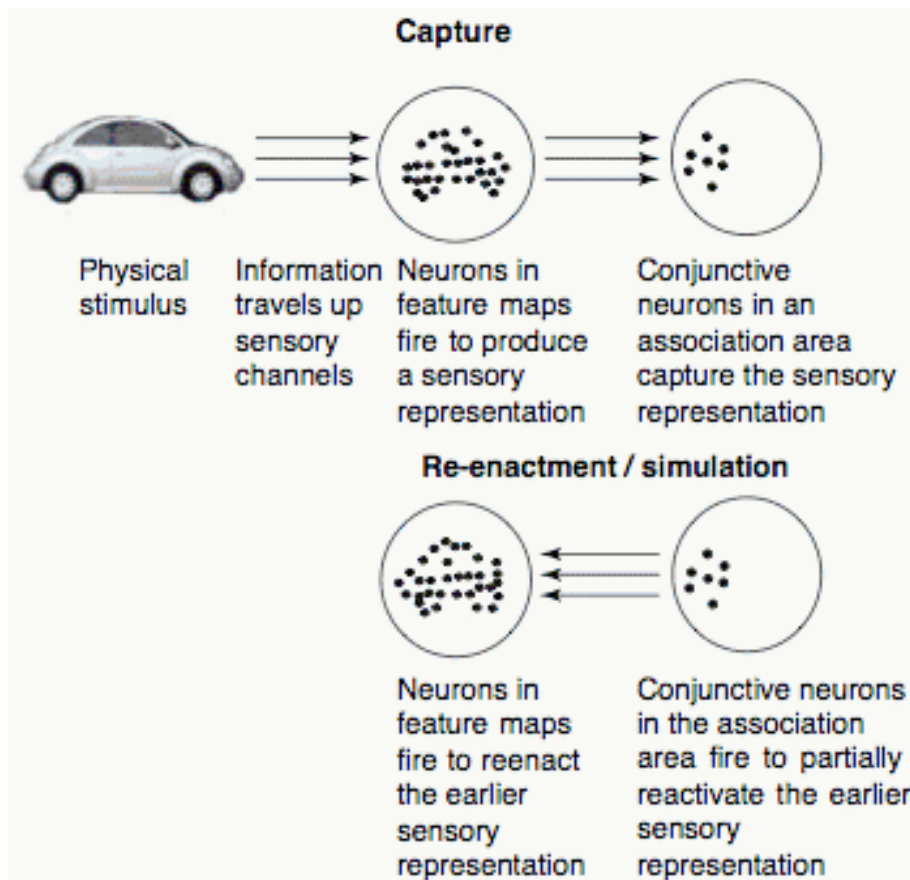 Capture
Physical
stimulus
Information
travels up
sensory
channels
Neurons in
feature maps
fire to produce
a sensory
representation
Conjunctive
neurons in an
association area
capture the sensory
representation
Re-enactment / simulation
Neurons in
feature maps
fire to reenact
the earlier
sensory
representation
Conjunctive neurons
in the association
area fire to partially
reactivate the earlier
sensory
representation